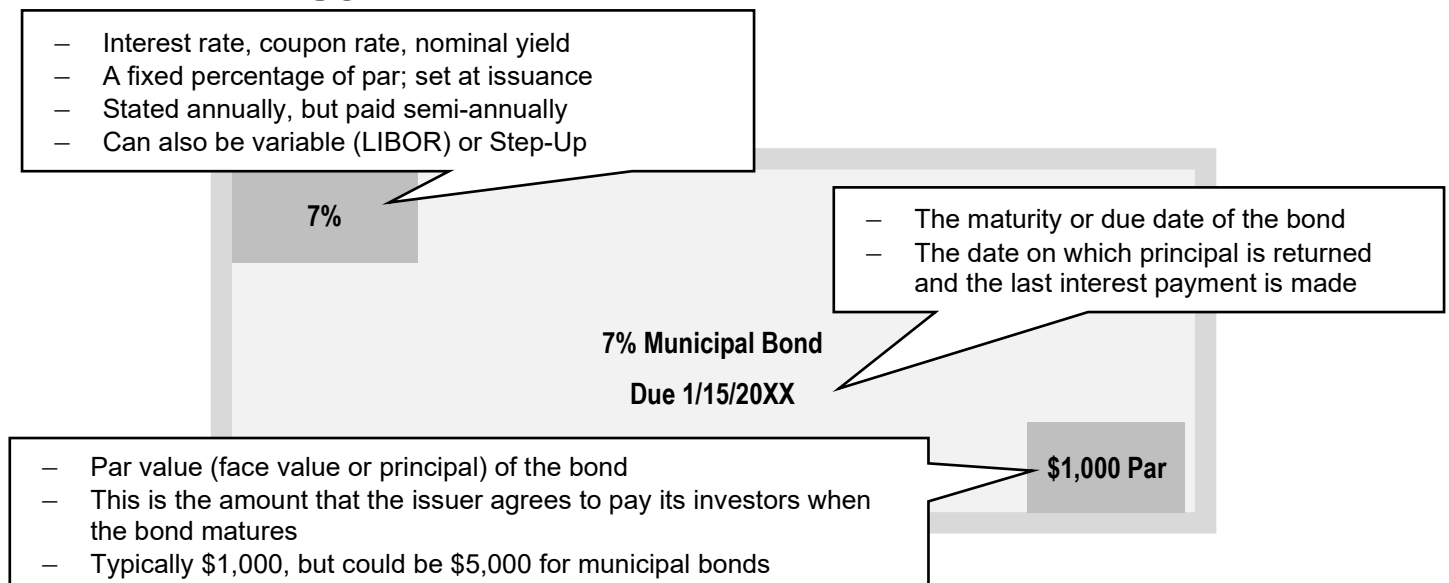 – Interest rate, coupon rate, nominal yield
– A fixed percentage of par; set at issuance
– Stated annually, but paid semi-annually
– Can also be variable (LIBOR) or Step-Up
7%
– The maturity or due date of the bond
– The date on which principal is returned
and the last interest payment is made
7% Municipal Bond
Due 1/15/20XX
– Par value (face value or principal) of the bond
– This is the amount that the issuer agrees to pay its investors when
the bond matures
– Typically $1,000, but could be $5,000 for municipal bonds
$1,000 Par